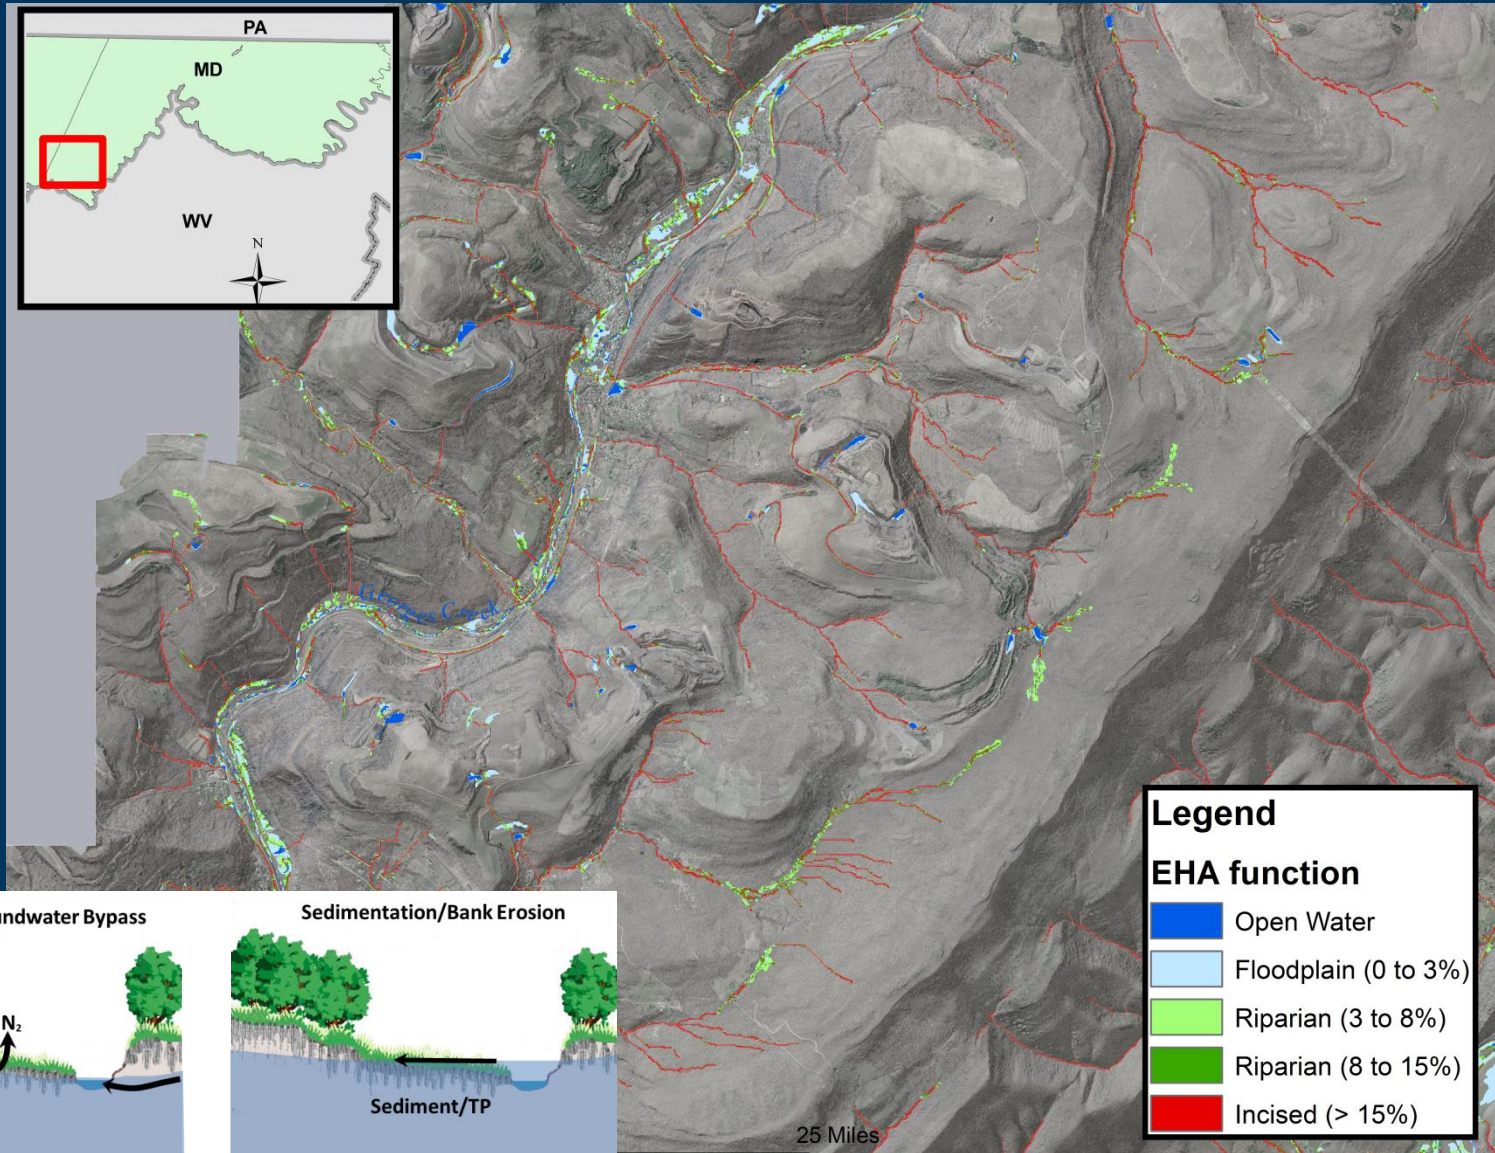 PA
MD
WV
N
Georges Creek
Legend
EHA function
Open Water
Floodplain (0 to 3%)
Riparian (3 to 8%)
Riparian (8 to 15%)
Incised (> 15%)
undwater Bypass
N₂
Sedimentation/Bank Erosion
Sediment/TP
25 Miles